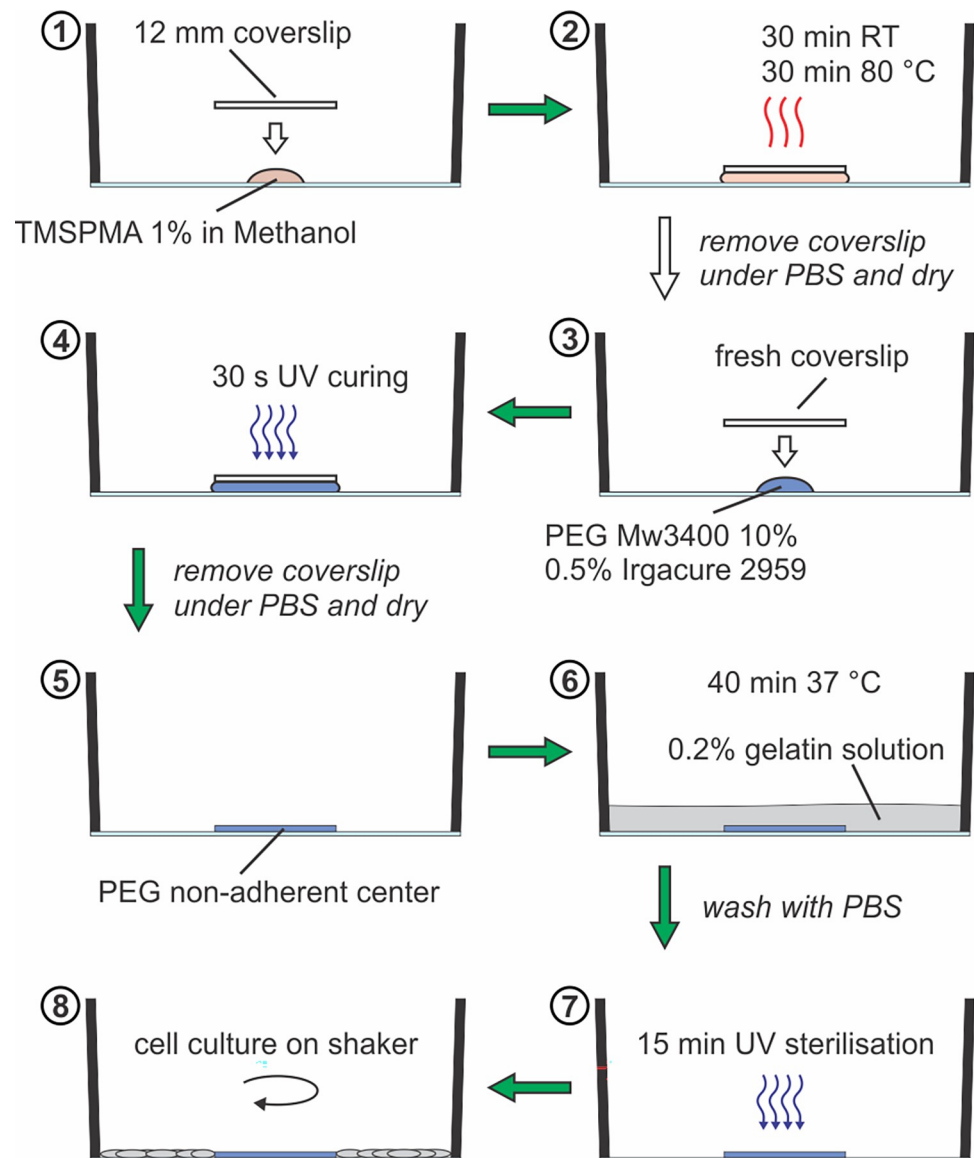 1
12 mm coverslip
TMSPMA 1% in Methanol
2
30 min RT
30 min 80 °C
remove coverslip
under PBS and dry
3
fresh coverslip
PEG Mw3400 10%
0.5% Irgacure 2959
4
30 s UV curing
remove coverslip
under PBS and dry
5
PEG non-adherent center
6
40 min 37 °C
0.2% gelatin solution
wash with PBS
7
15 min UV sterilisation
8
cell culture on shaker